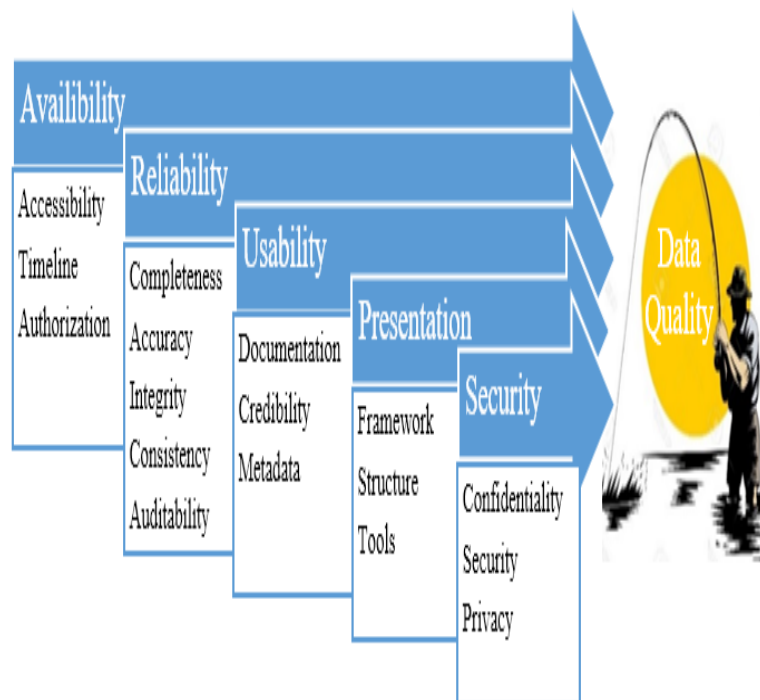 Availibility
Accessibility
Timeline
Authorization
Reliability
Completeness
Accuracy
Integrity
Consistency
Auditability
Usability
Documentation
Credibility
Metadata
Presentation
Framework
Structure
Tools
Security
Confidentiality
Security
Privacy
Data
Quality